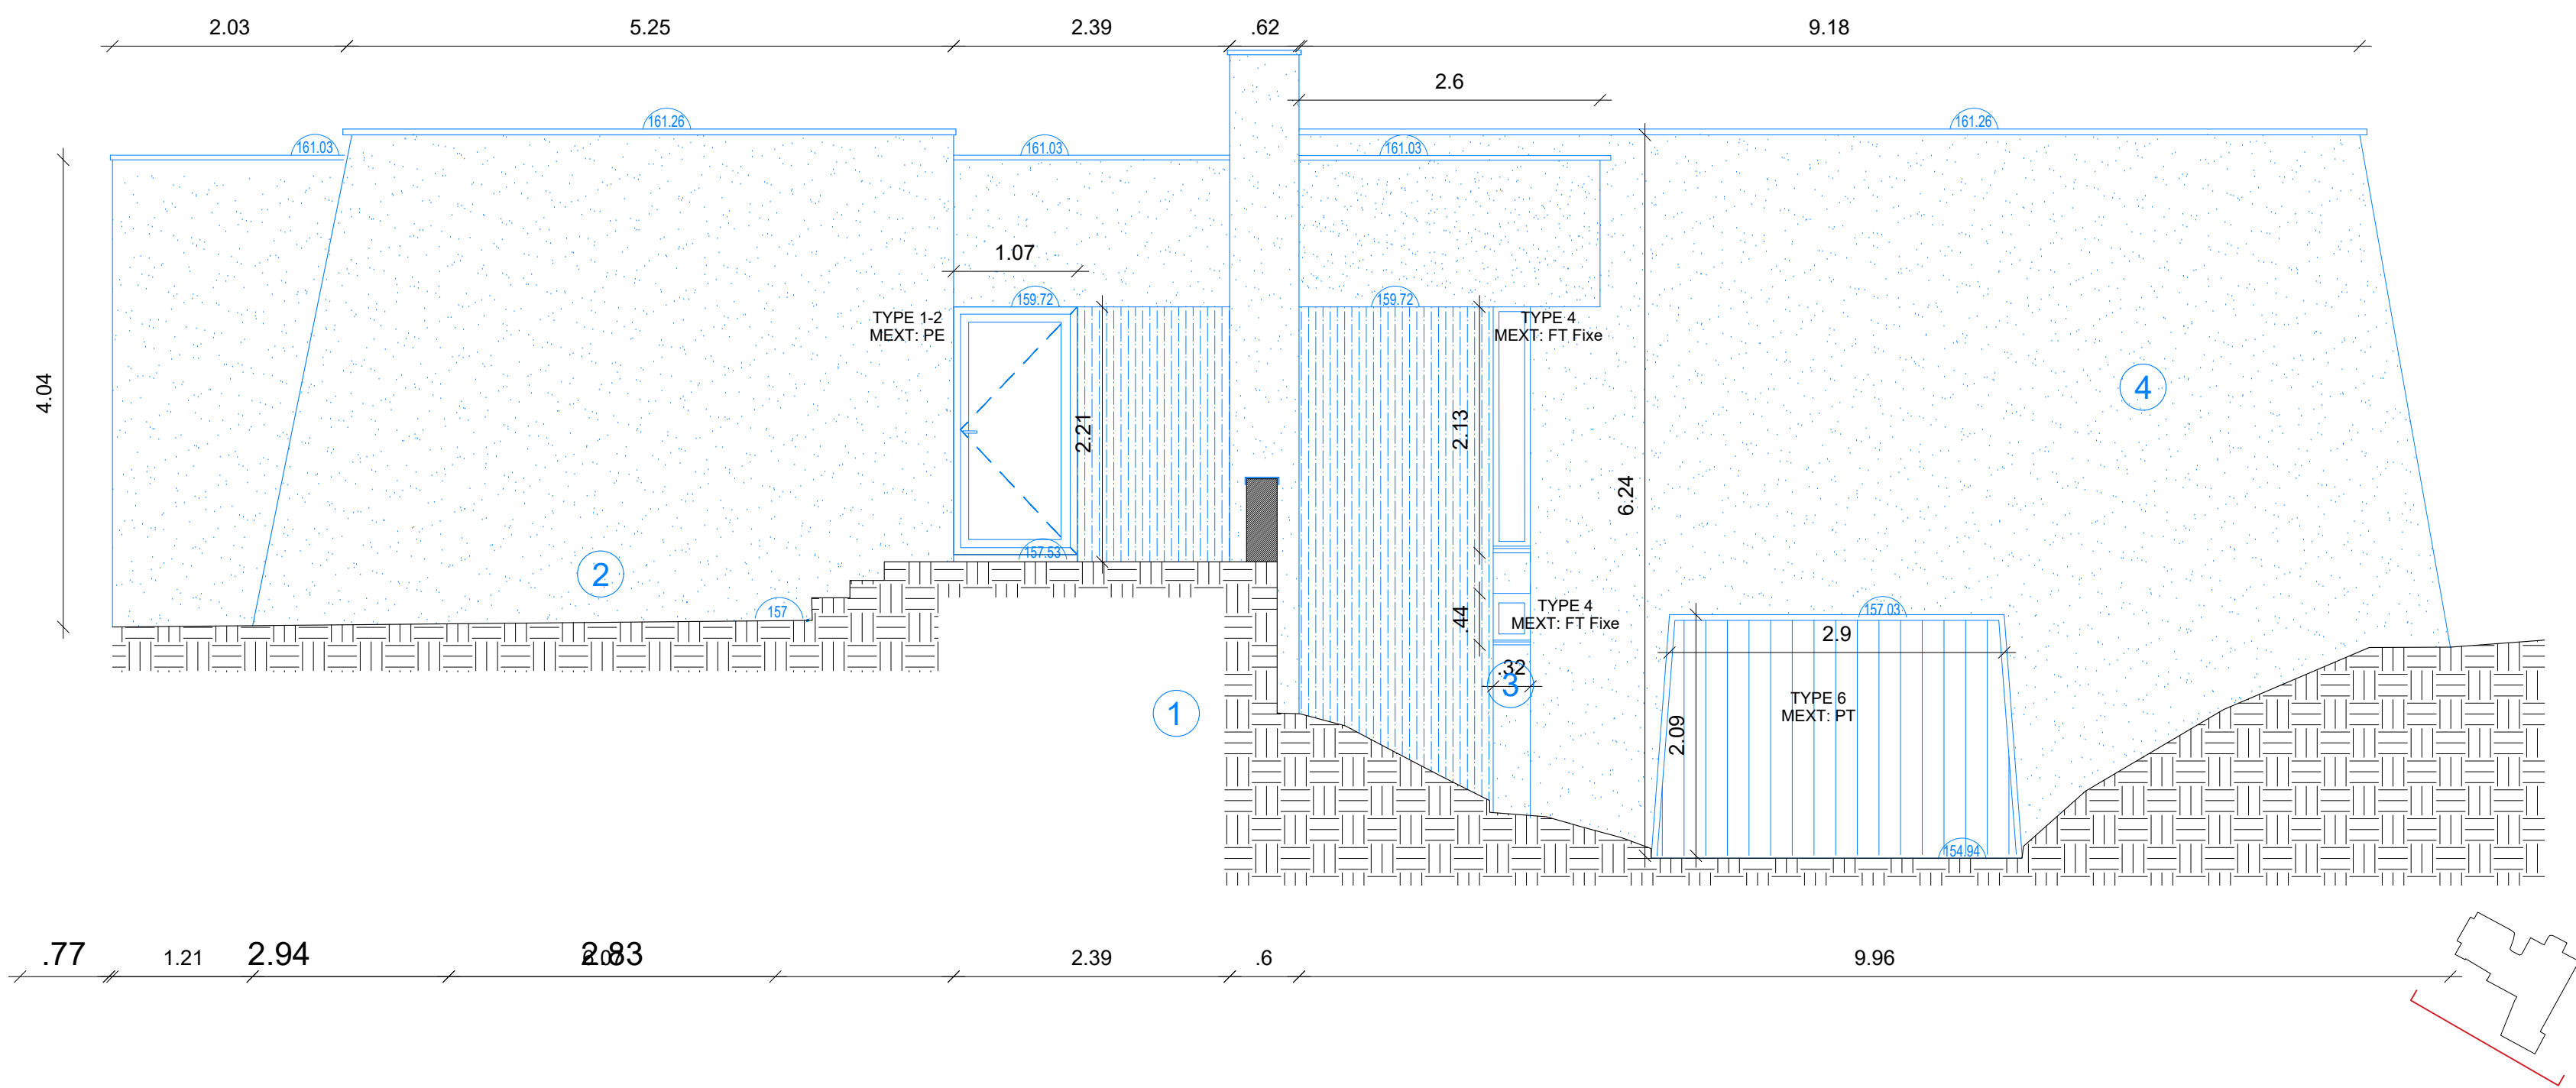 2.03 5.25 2.39 .62 9.18
2.6
161.26 161.26
161.03 161.03 161.03
1.07
159.72 159.72
TYPE 1-2
MEXT: PE
TYPE 4
MEXT: FT Fixe
4.04
2.21
2.13
6.24
4
157.53
2
157
.44
TYPE 4
MEXT: FT Fixe
157.03
2.9
.32
3
1
TYPE 6
MEXT: PT
2.09
154.94
.77 1.21 2.94 2.83 2.39 .6 9.96